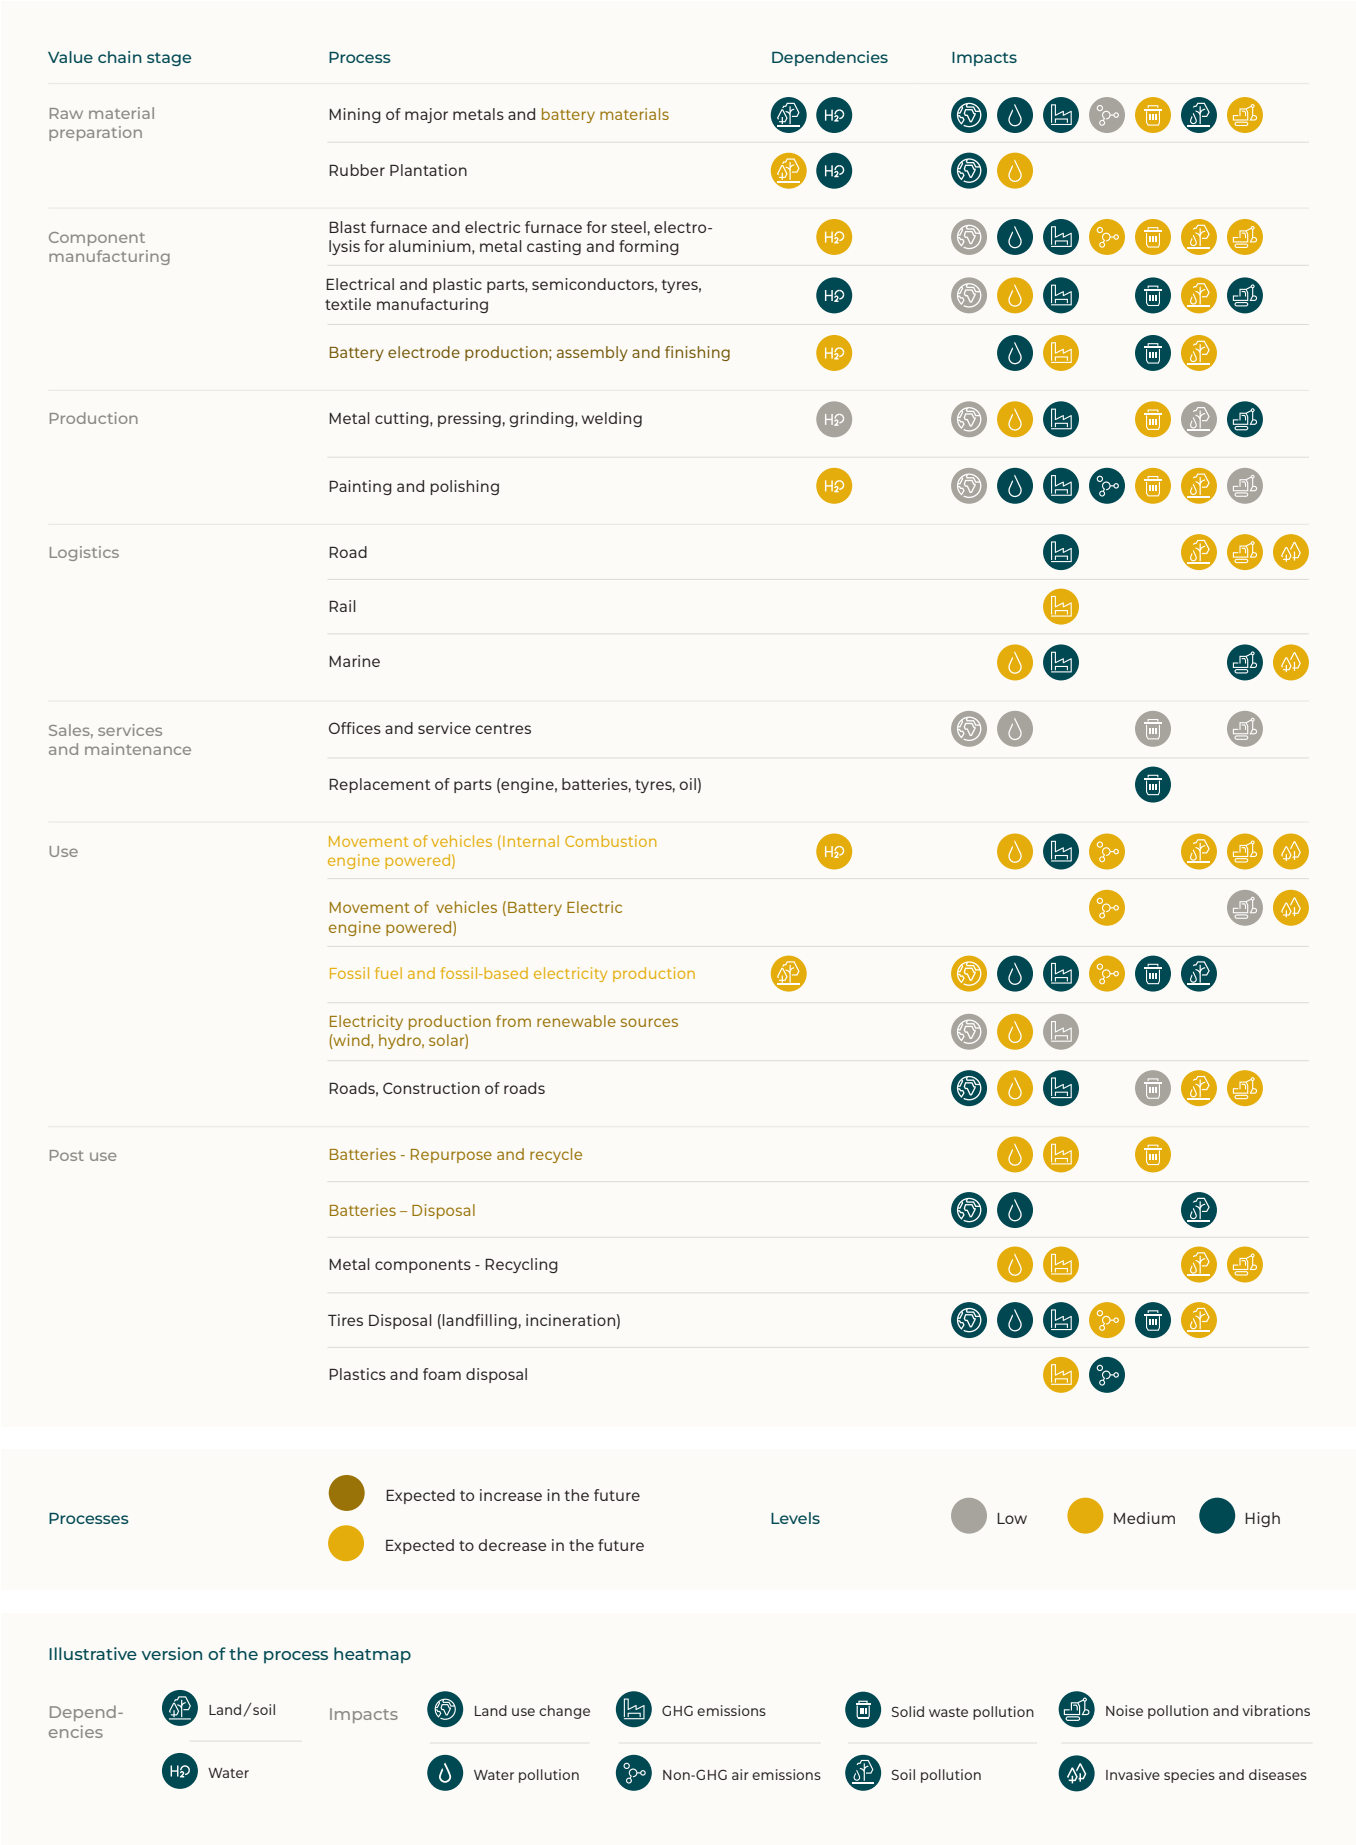 Value chain stage
Process
Dependencies
Impacts
Raw material
preparation
Mining of major metals and battery materials
H2O
Rubber Plantation
H2O
Component
manufacturing
Blast furnace and electric furnace for steel, electro-
lysis for aluminium, metal casting and forming
H2O
Electrical and plastic parts, semiconductors, tyres,
textile manufacturing
H2O
Battery electrode production; assembly and finishing
H2O
Production
Metal cutting, pressing, grinding, welding
H2O
Painting and polishing
H2O
Logistics
Road
Rail
Marine
Sales, services
and maintenance
Offices and service centres
Replacement of parts (engine, batteries, tyres, oil)
Use
Movement of vehicles (Internal Combustion
engine powered)
H2O
Movement of vehicles (Battery Electric
engine powered)
Fossil fuel and fossil-based electricity production
Electricity production from renewable sources
(wind, hydro, solar)
Roads, Construction of roads
Post use
Batteries - Repurpose and recycle
Batteries – Disposal
Metal components - Recycling
Tires Disposal (landfilling, incineration)
Plastics and foam disposal
Processes
Expected to increase in the future
Expected to decrease in the future
Levels
Low
Medium
High
Illustrative version of the process heatmap
Depend-
encies
Land/soil
H2O
Water
Impacts
Land use change
Water pollution
GHG emissions
Non-GHG air emissions
Solid waste pollution
Soil pollution
Noise pollution and vibrations
Invasive species and diseases